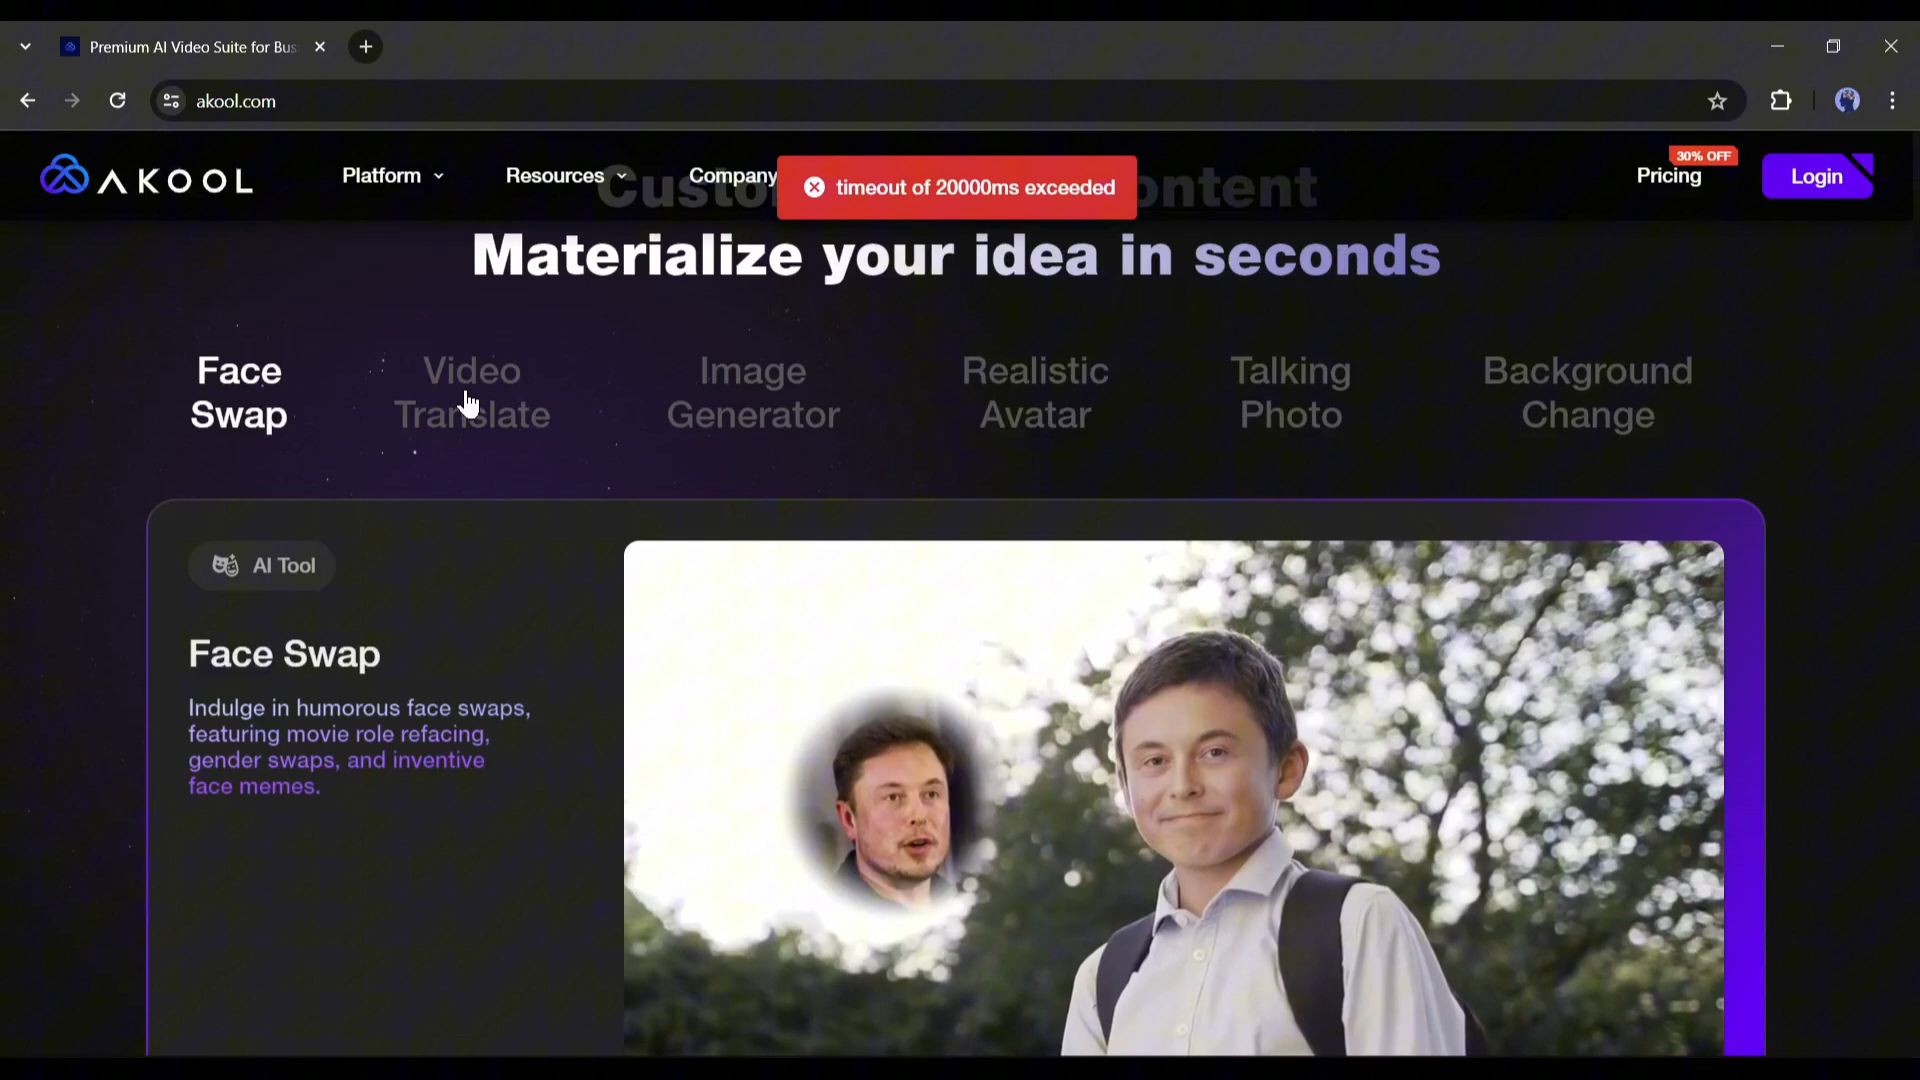 Premium AI Video Suite for Bus
akool.com
AKOOL
Platform
Resources
Company
timeout of 20000ms exceeded
30% OFF
Pricing
Login
Custo ontent
Materialize your idea in seconds
Face
Swap
Video
Translate
Image
Generator
Realistic
Avatar
Talking
Photo
Background
Change
AI Tool
Face Swap
Indulge in humorous face swaps,
featuring movie role refacing,
gender swaps, and inventive
face memes.